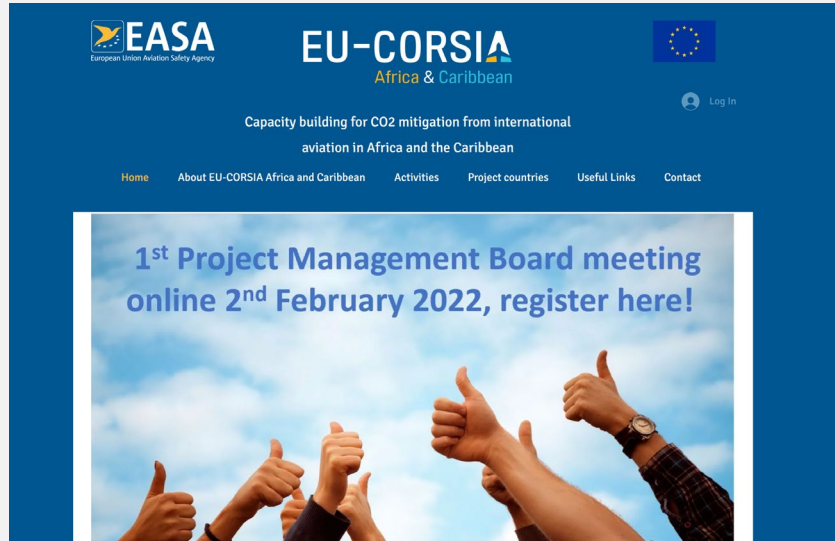 EASA
European Union Aviation Safety Agency
EU-CORSIA
Africa & Caribbean
Log In
Capacity building for CO2 mitigation from international
aviation in Africa and the Caribbean
Home About EU-CORSIA Africa and Caribbean Activities Project countries Useful Links Contact
1st Project Management Board meeting
online 2nd February 2022, register here!